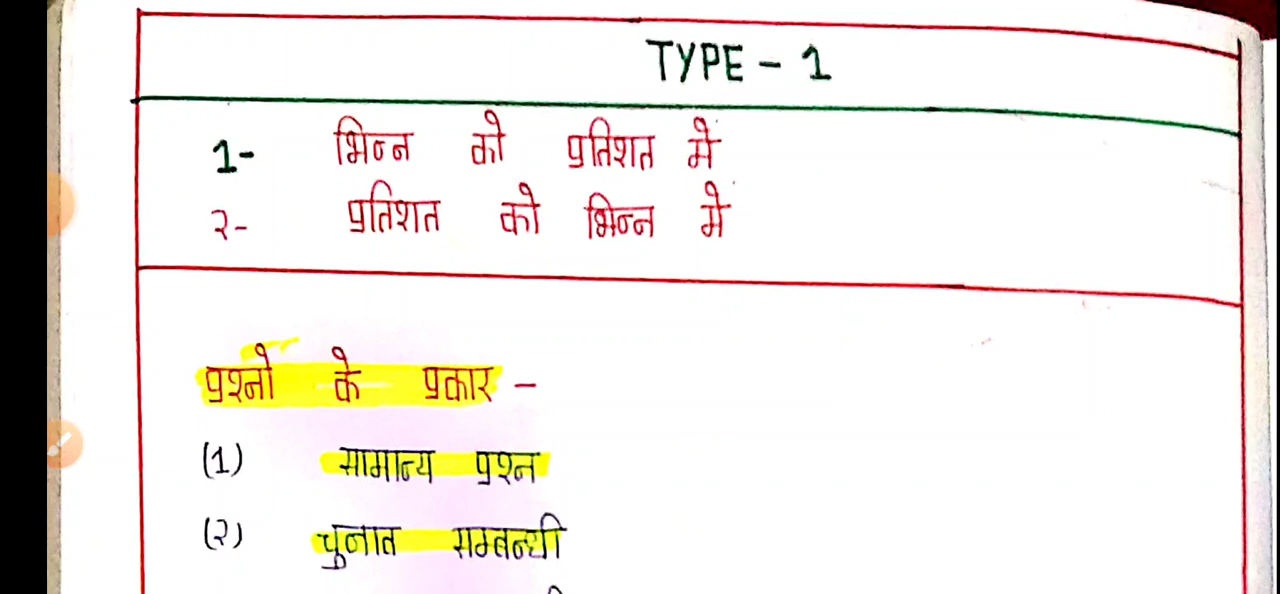 TYPE - 1
1- भिन्न को प्रतिशत में
२- प्रतिशत को भिन्न में
प्रश्नो के प्रकार -
(1) सामान्य प्रश्न
(२) चुनात सम्बन्धी